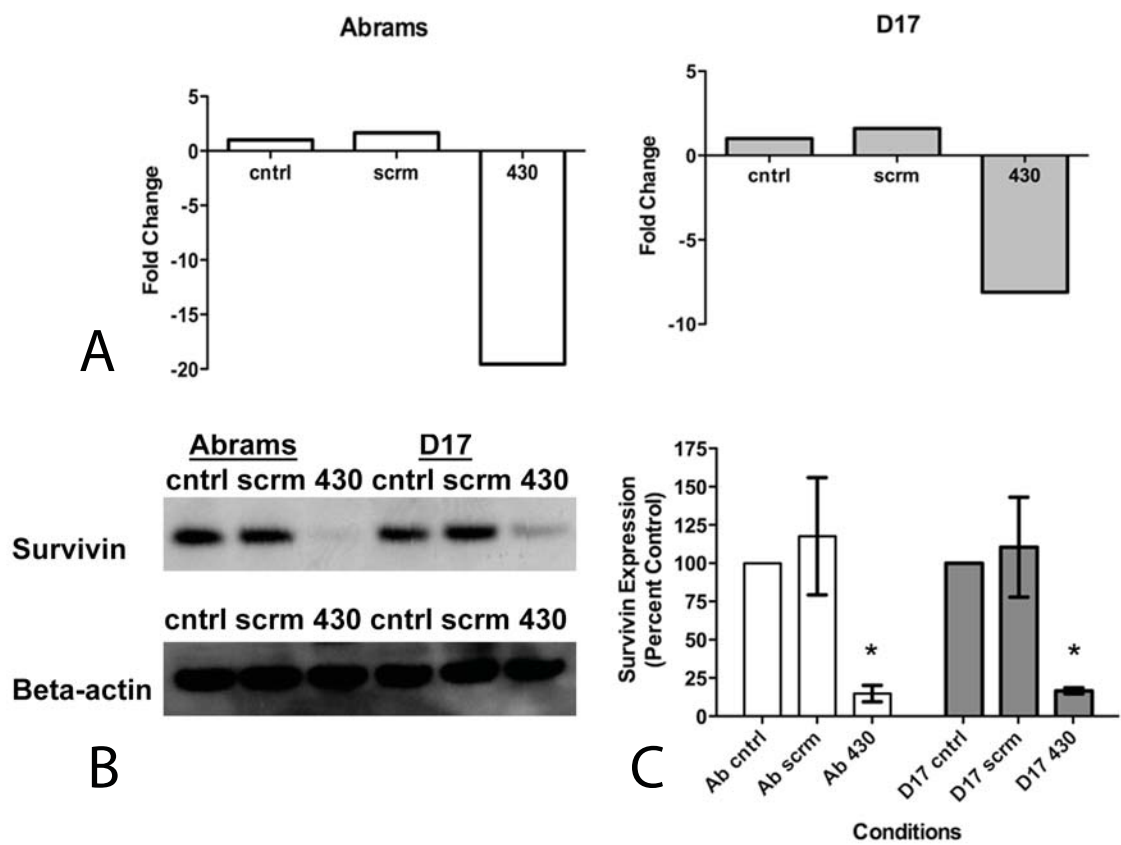 Abrams
5
0
-5
-10
-15
-20
Fold Change
cntrl scrm 430
A
D17
5
0
-5
-10
Fold Change
cntrl scrm 430
Abrams D17
cntrl scrm 430 cntrl scrm 430
Survivin
cntrl scrm 430 cntrl scrm 430
Beta-actin
B
175
150
125
100
75
50
25
0
Survivin Expression
(Percent Control)
* *
Ab cntrl
Ab scrm
Ab 430
D17 cntrl
D17 scrm
D17 430
Conditions
C